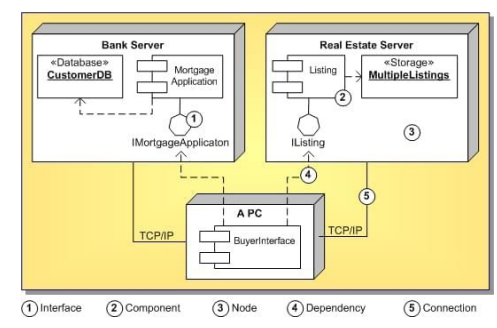 Bank Server
«Database»
CustomerDB
Mortgage
Application
1
IMortgageApplicaton
Real Estate Server
Listing
2
«Storage»
MultipleListings
3
IListing
4
5
A PC
BuyerInterface
TCP/IP
TCP/IP
1 Interface
2 Component
3 Node
4 Dependency
5 Connection